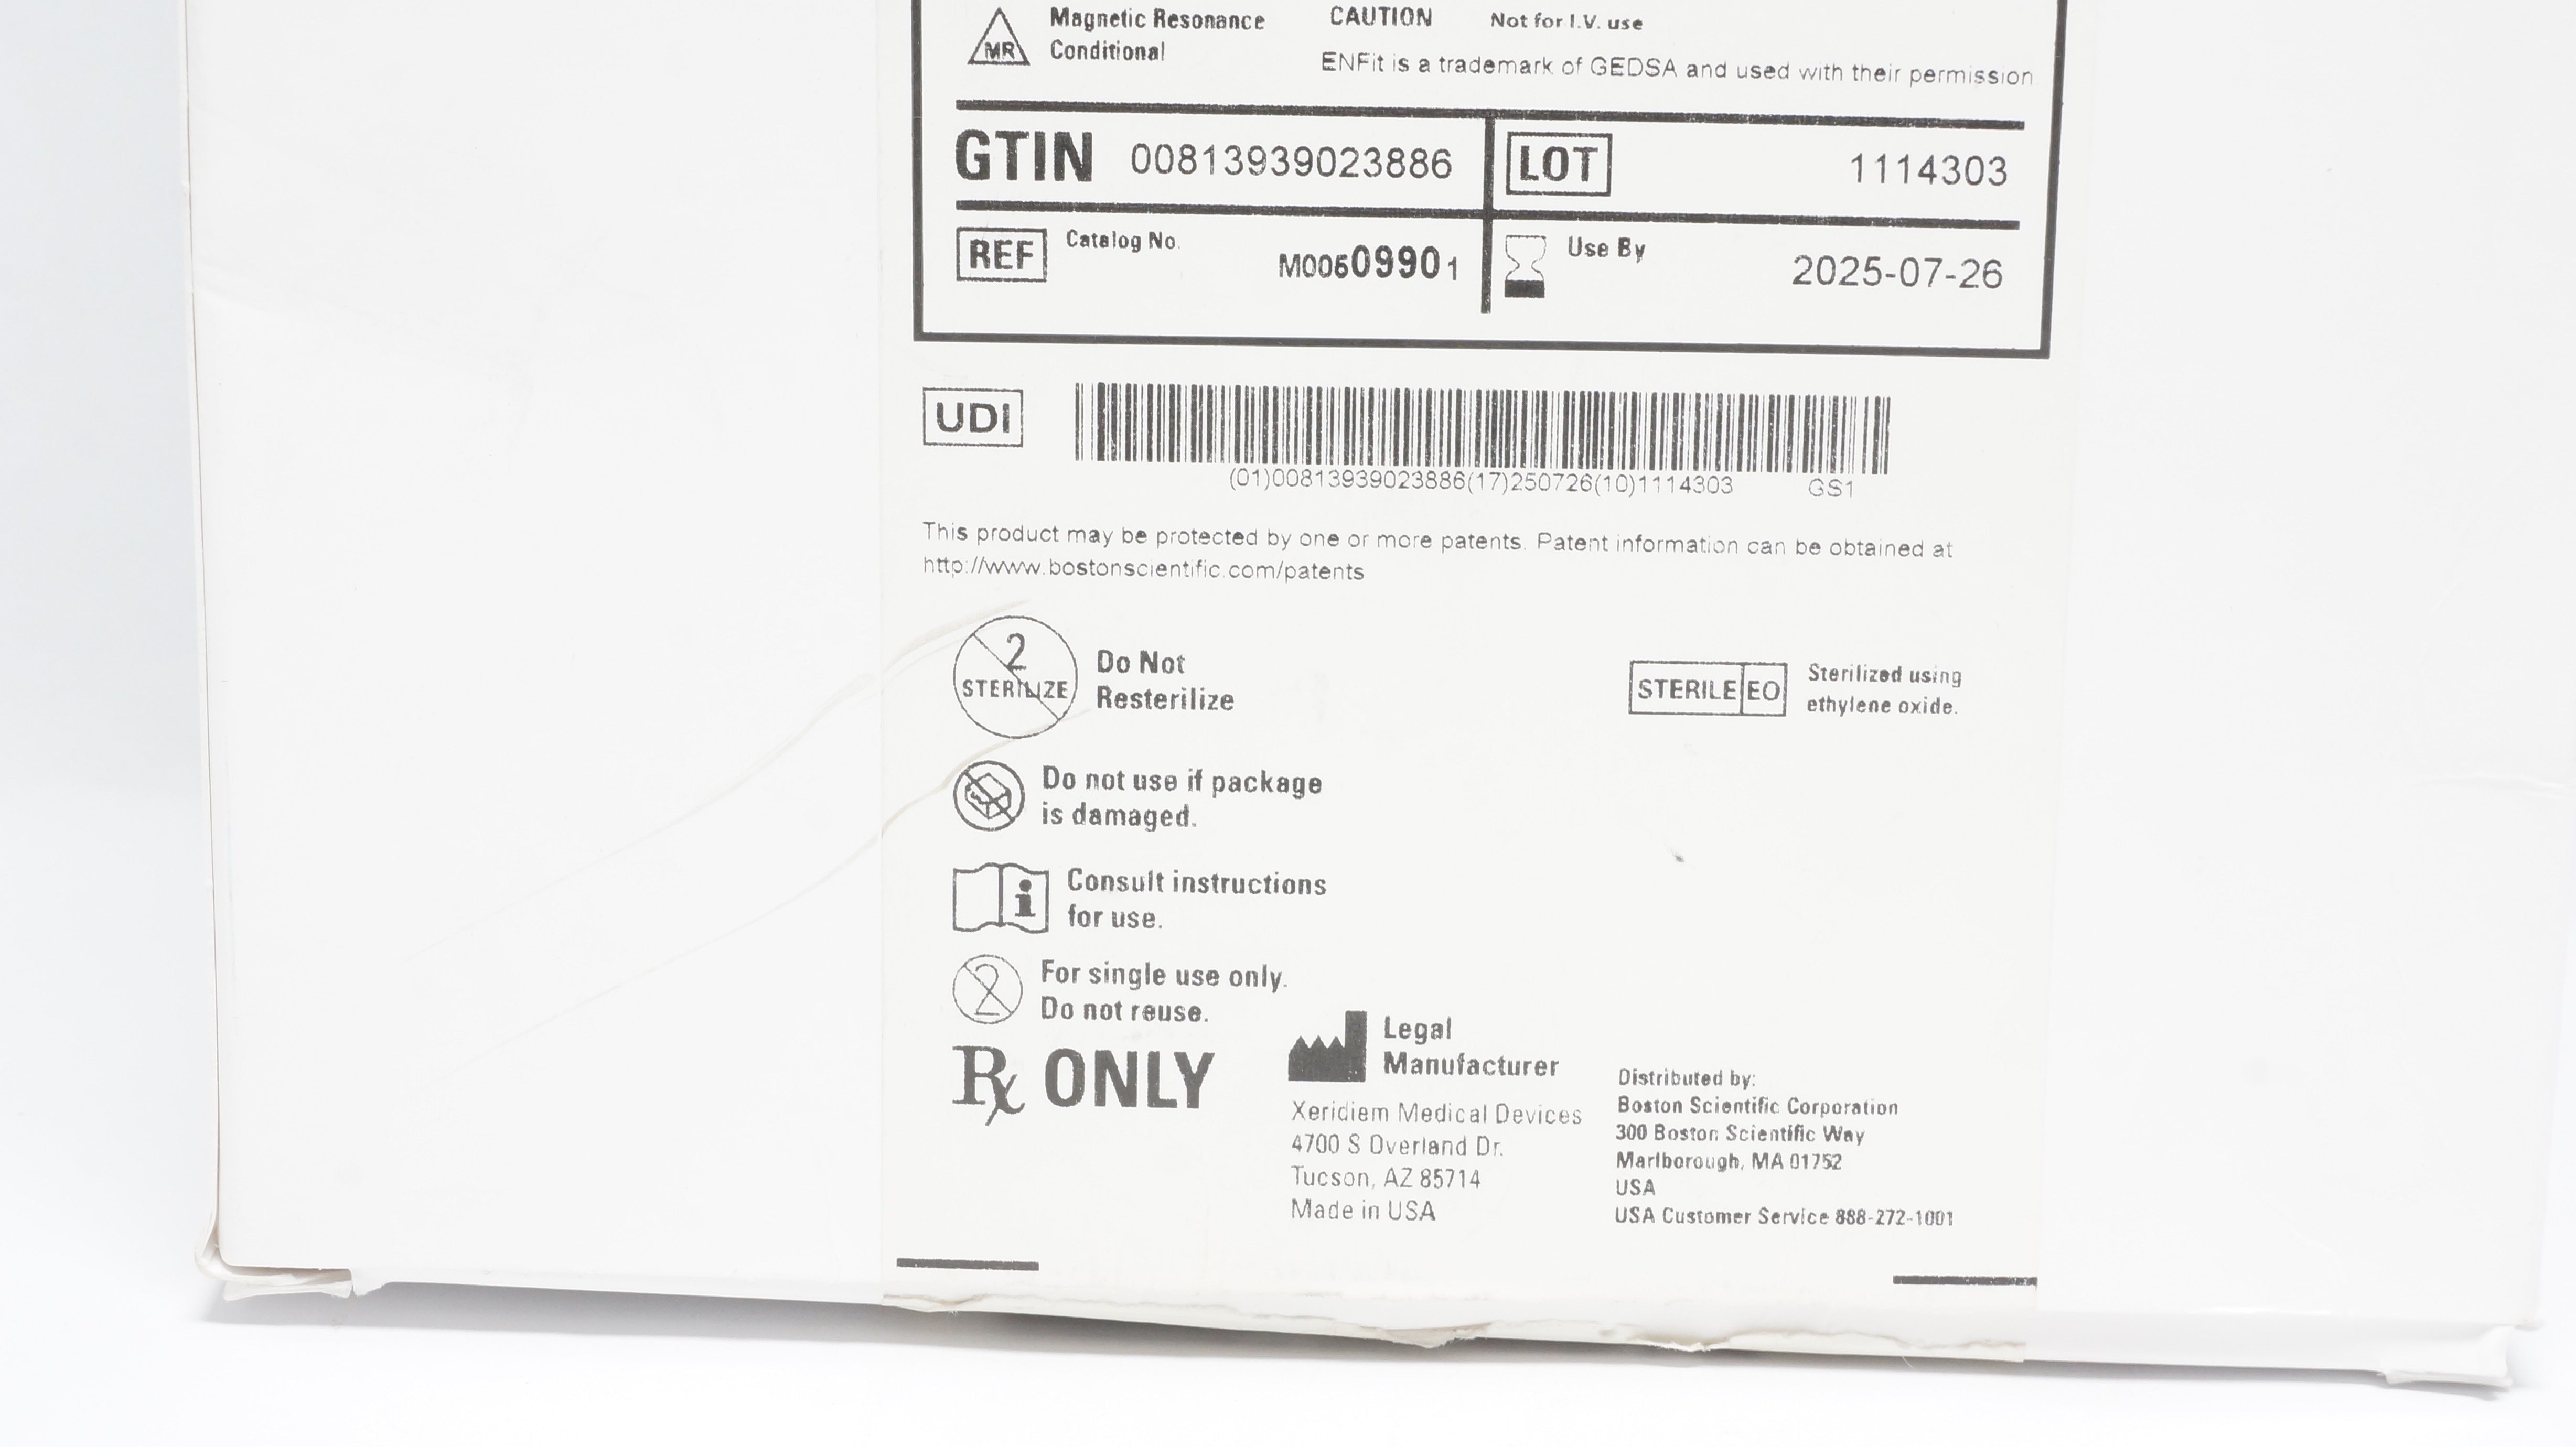 MR
Magnetic Resonance
Conditional
CAUTION Not for I.V. use
ENFit is a trademark of GEDSA and used with their permission
GTIN 00813939023886
LOT 1114303
REF Catalog No. M00509901
Use By 2025-07-26
UDI
(01)00813939023886(17)250726(10)1114303 GS1
This product may be protected by one or more patents. Patent information can be obtained at
http://www.bostonscientific.com/patents
2
STERILIZE
Do Not
Resterilize
STERILE EO
Sterilized using
ethylene oxide.
Do not use if package
is damaged.
i
Consult instructions
for use.
2
For single use only.
Do not reuse.
Rx ONLY
Legal
Manufacturer
Xeridiem Medical Devices
4700 S Overland Dr.
Tucson, AZ 85714
Made in USA
Distributed by:
Boston Scientific Corporation
300 Boston Scientific Way
Marlborough, MA 01752
USA
USA Customer Service 888-272-1001